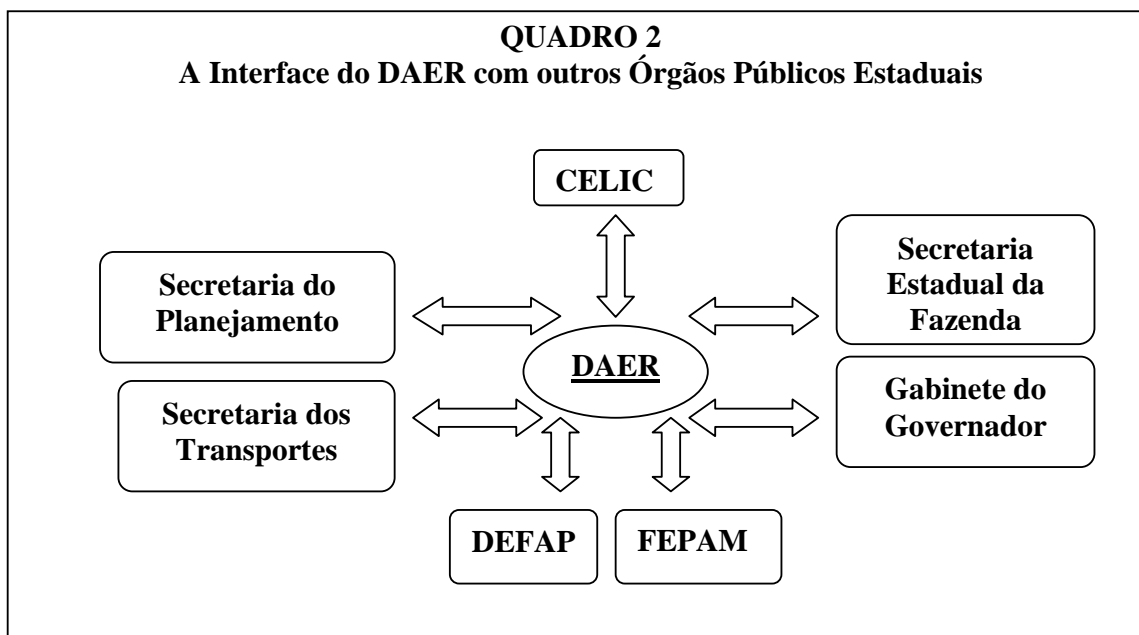 QUADRO 2
A Interface do DAER com outros Órgãos Públicos Estaduais
CELIC
Secretaria do
Planejamento
Secretaria
Estadual da
Fazenda
DAER
Secretaria dos
Transportes
Gabinete do
Governador
DEFAP
FEPAM